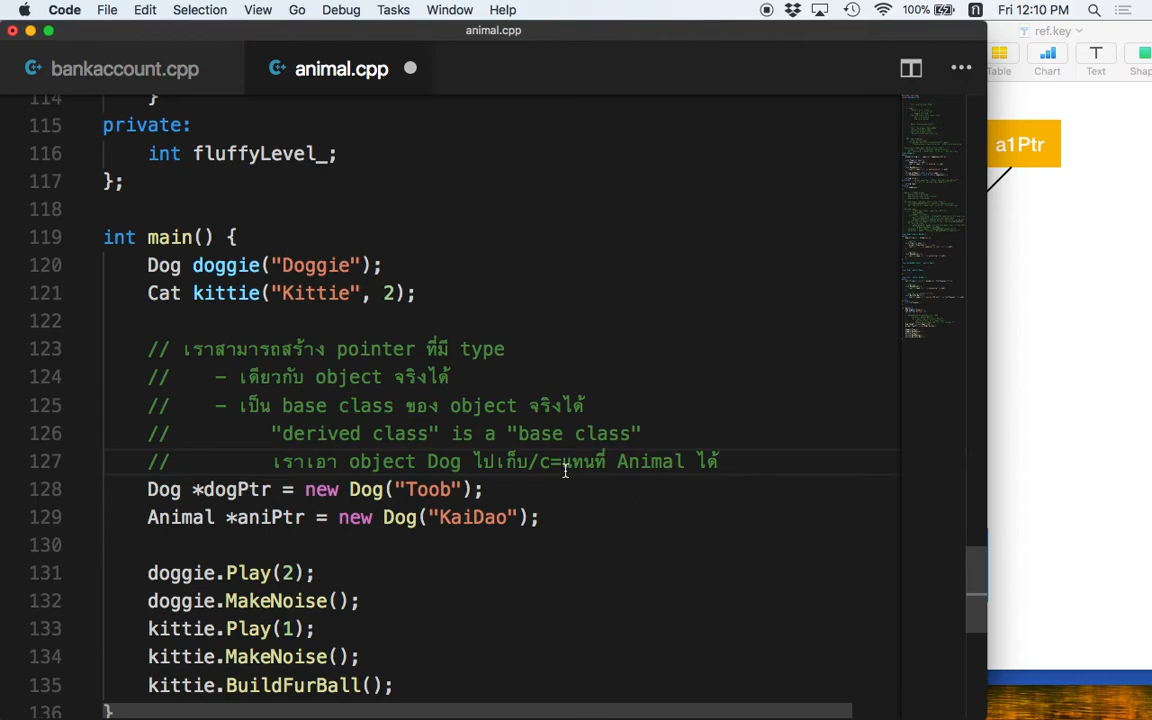 Code File Edit Selection View Go Debug Tasks Window Help 100% Fri 12:10 PM
animal.cpp
ref.key
bankaccount.cpp animal.cpp
Table Chart Text Shap
114 }
115 private:
116 int fluffyLevel_;
117 };
118
119 int main() {
120 Dog doggie("Doggie");
121 Cat kittie("Kittie", 2);
122
123 // เราสามารถสร้าง pointer ที่มี type
124 // - เดียวกับ object จริงได้
125 // - เป็น base class ของ object จริงได้
126 // "derived class" is a "base class"
127 // เราเอา object Dog ไปเก็บ/c=แทนที่ Animal ได้
128 Dog *dogPtr = new Dog("Toob");
129 Animal *aniPtr = new Dog("KaiDao");
130
131 doggie.Play(2);
132 doggie.MakeNoise();
133 kittie.Play(1);
134 kittie.MakeNoise();
135 kittie.BuildFurBall();
136 }
a1Ptr